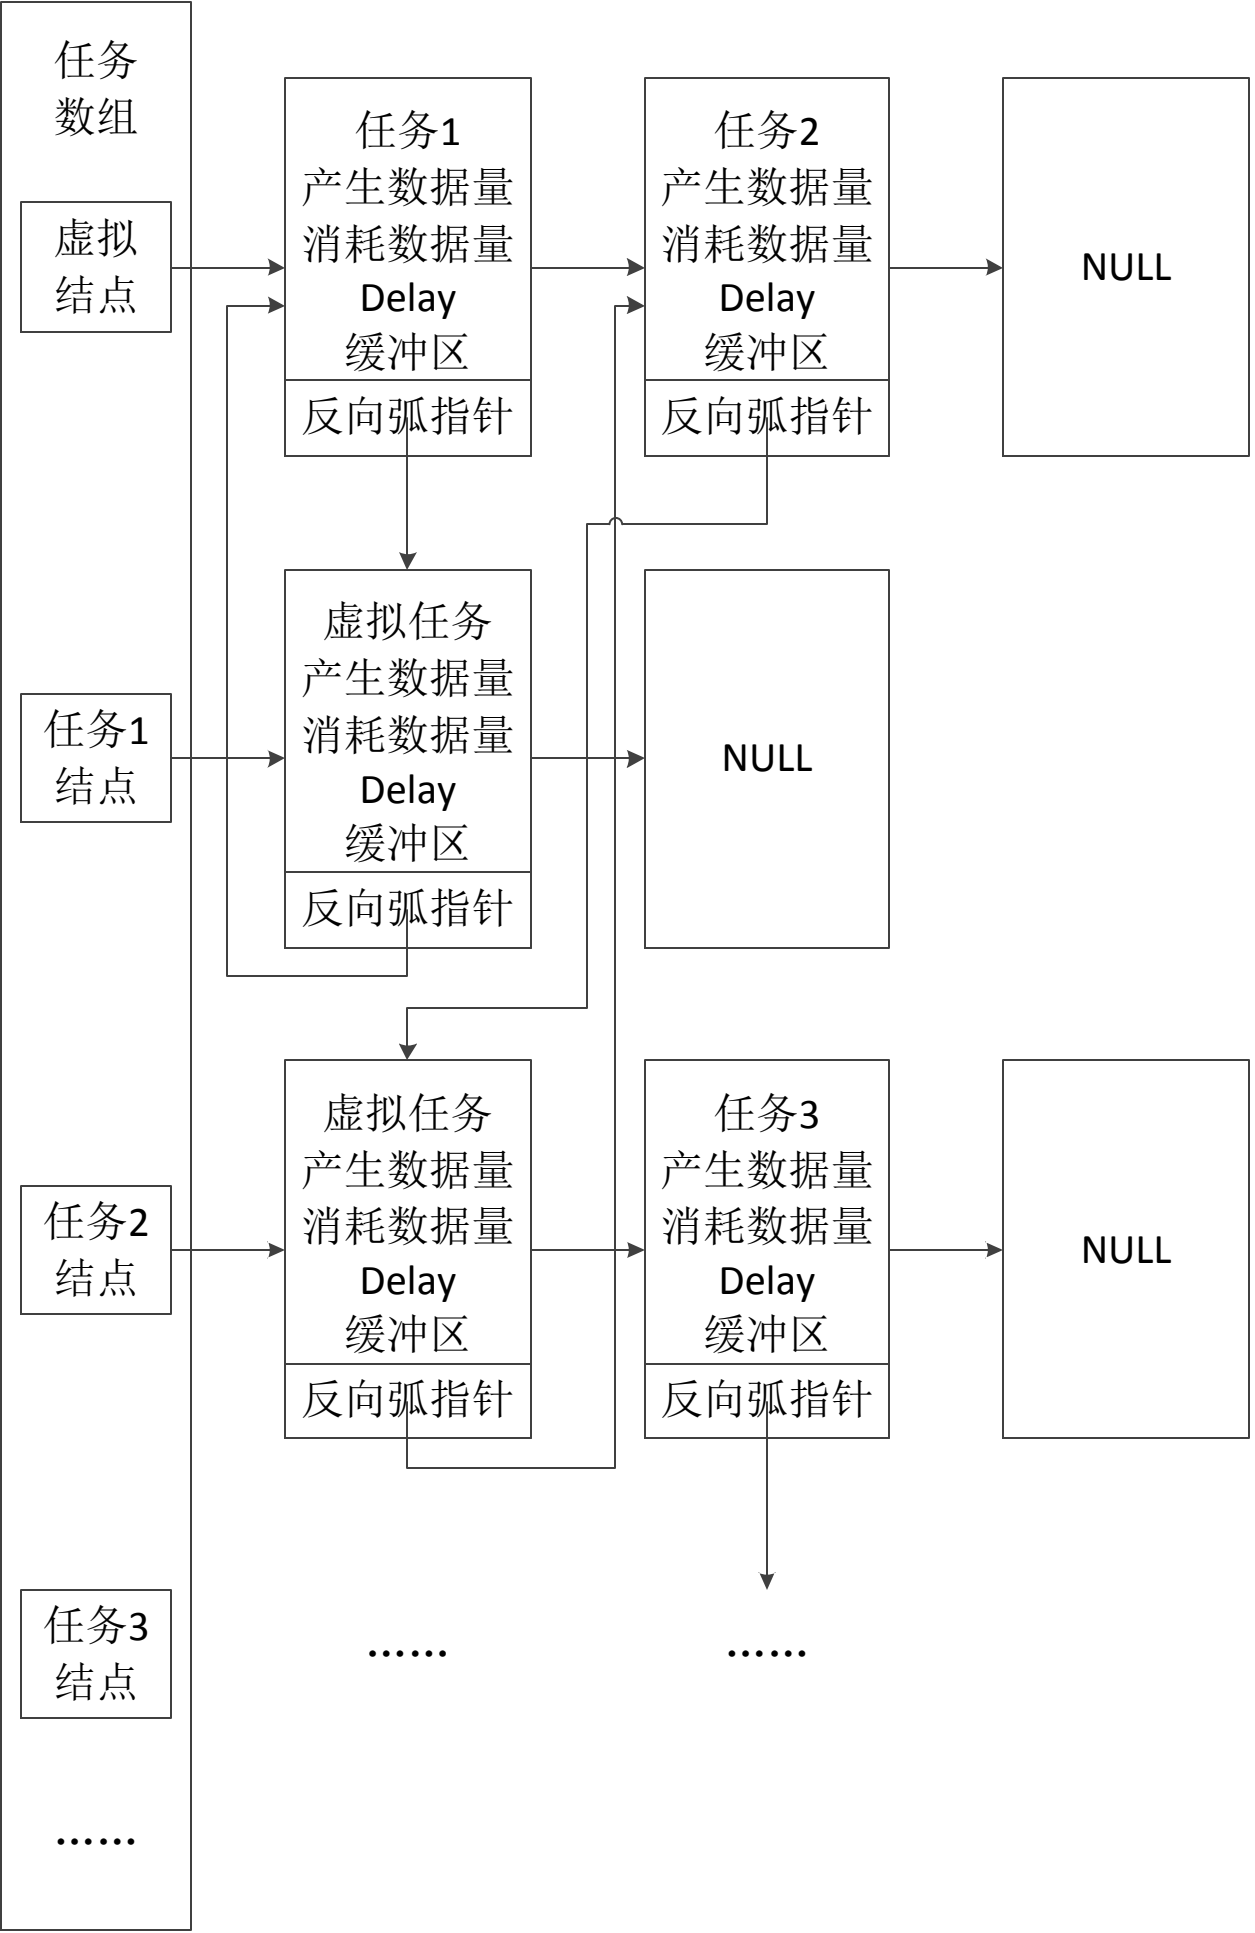 任务
数组
虚拟
结点
任务1
产生数据量
消耗数据量
Delay
缓冲区
反向弧指针
任务2
产生数据量
消耗数据量
Delay
缓冲区
反向弧指针
NULL
任务1
结点
虚拟任务
产生数据量
消耗数据量
Delay
缓冲区
反向弧指针
NULL
任务2
结点
虚拟任务
产生数据量
消耗数据量
Delay
缓冲区
反向弧指针
任务3
产生数据量
消耗数据量
Delay
缓冲区
反向弧指针
NULL
任务3
结点
……
……
……